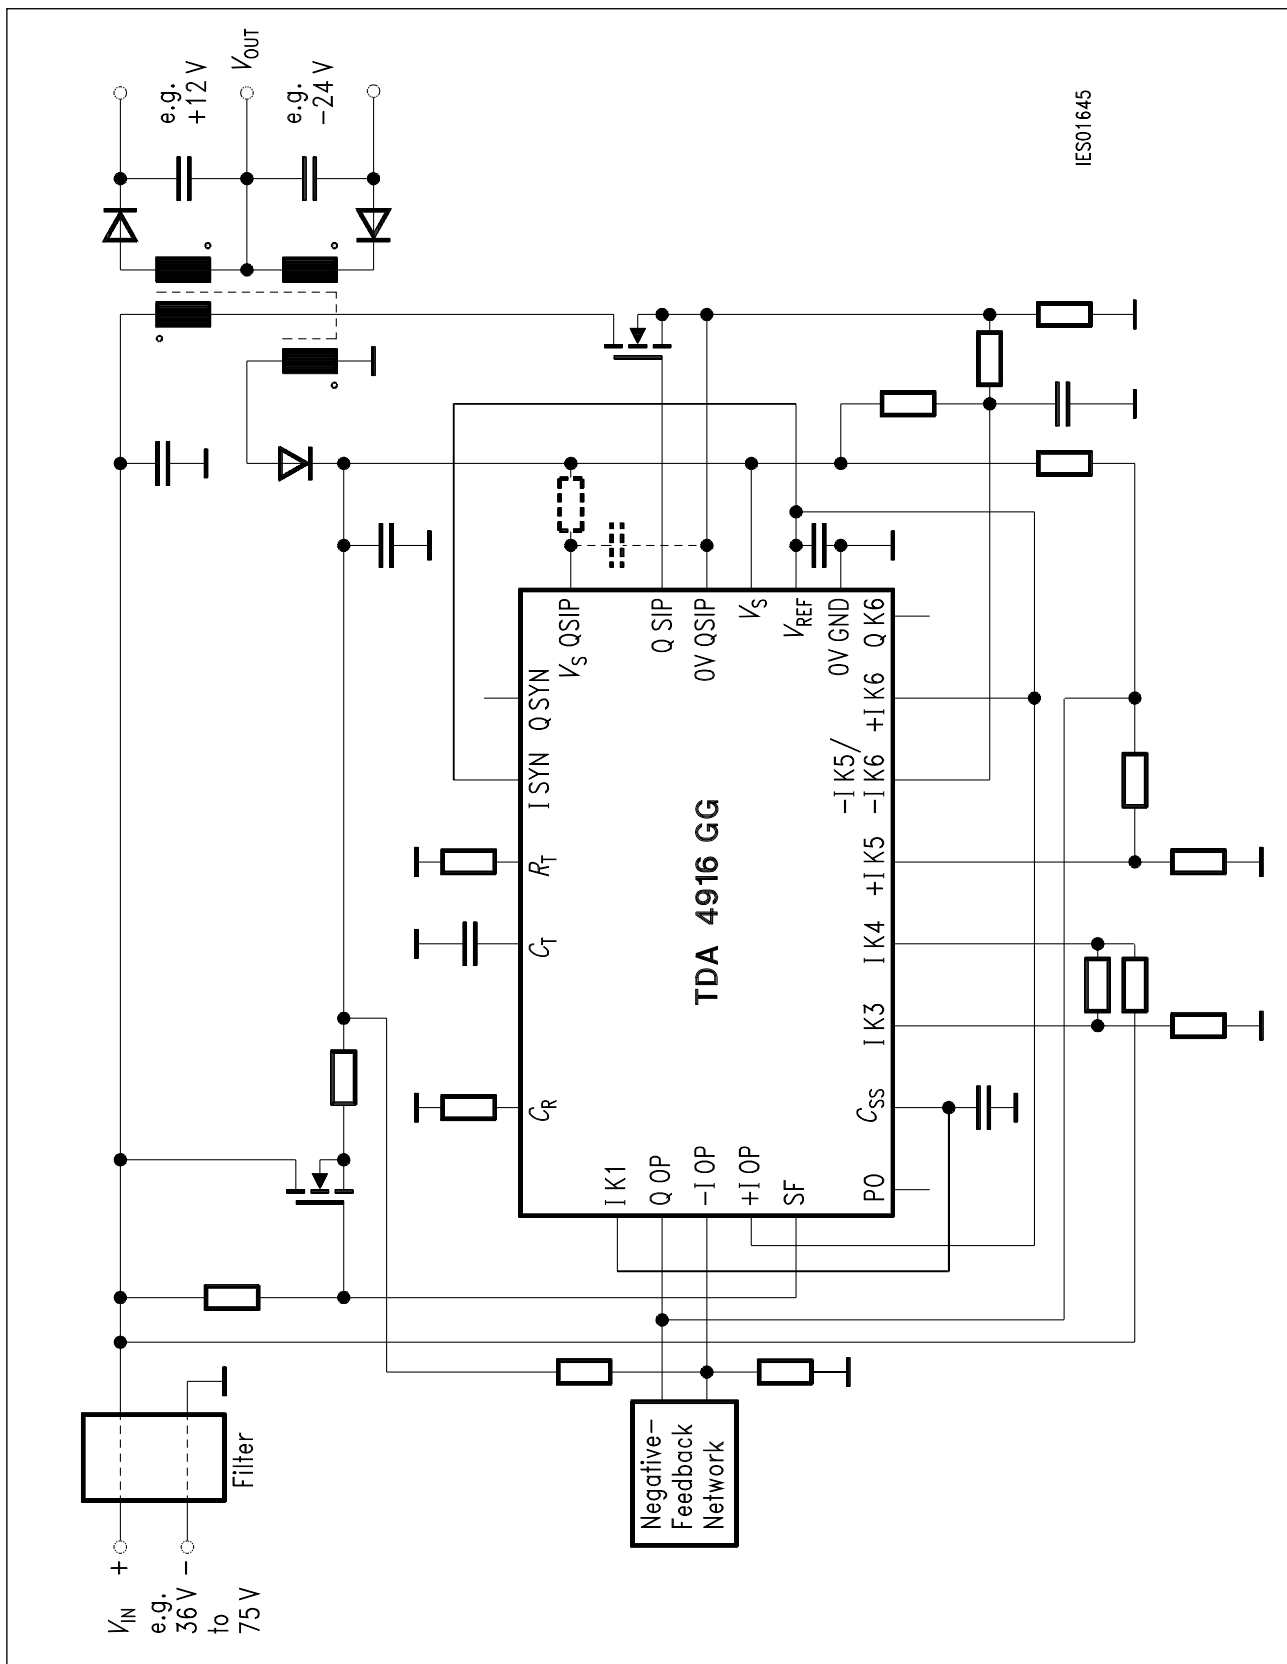 V_IN
e.g.
36 V
to
75 V
+
-
Filter
Negative-
Feedback
Network
I K1
Q OP
-I OP
+I OP
SF
PO
C_R
C_T
R_T
I SYN
Q SYN
C_SS
I K3
I K4
+I K5
-I K5/
-I K6
+I K6
Q K6
TDA 4916 GG
V_S QSIP
Q SIP
0V QSIP
V_S
V_REF
0V GND
e.g.
+12 V
V_OUT
e.g.
-24 V
IES01645